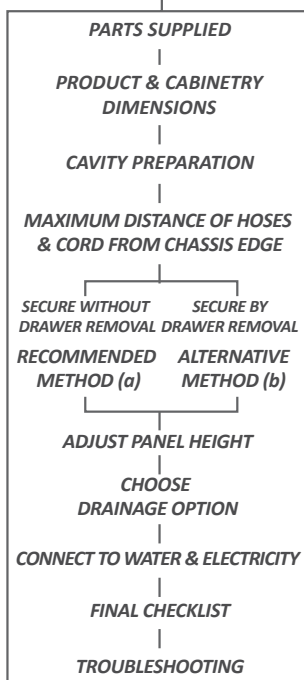 PARTS SUPPLIED
PRODUCT & CABINETRY
DIMENSIONS
CAVITY PREPARATION
MAXIMUM DISTANCE OF HOSES
& CORD FROM CHASSIS EDGE
SECURE WITHOUT
DRAWER REMOVAL
RECOMMENDED
METHOD (a)
SECURE BY
DRAWER REMOVAL
ALTERNATIVE
METHOD (b)
ADJUST PANEL HEIGHT
CHOOSE
DRAINAGE OPTION
CONNECT TO WATER & ELECTRICITY
FINAL CHECKLIST
TROUBLESHOOTING